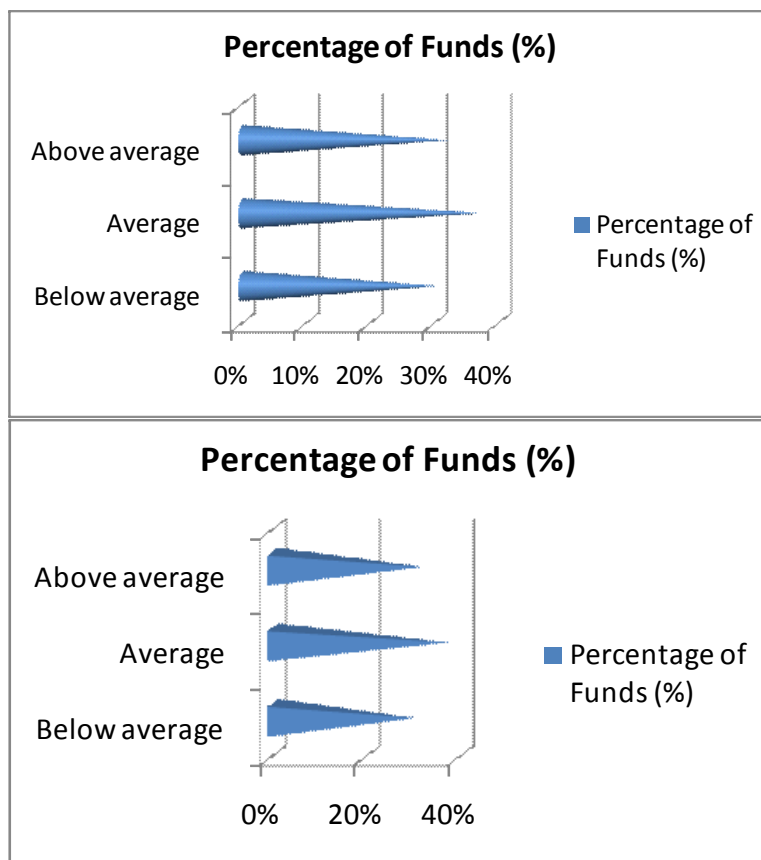 Percentage of Funds (%)
Above average
Average
Below average
0% 10% 20% 30% 40%
Percentage of
Funds (%)
Percentage of Funds (%)
Above average
Average
Below average
0% 20% 40%
Percentage of
Funds (%)